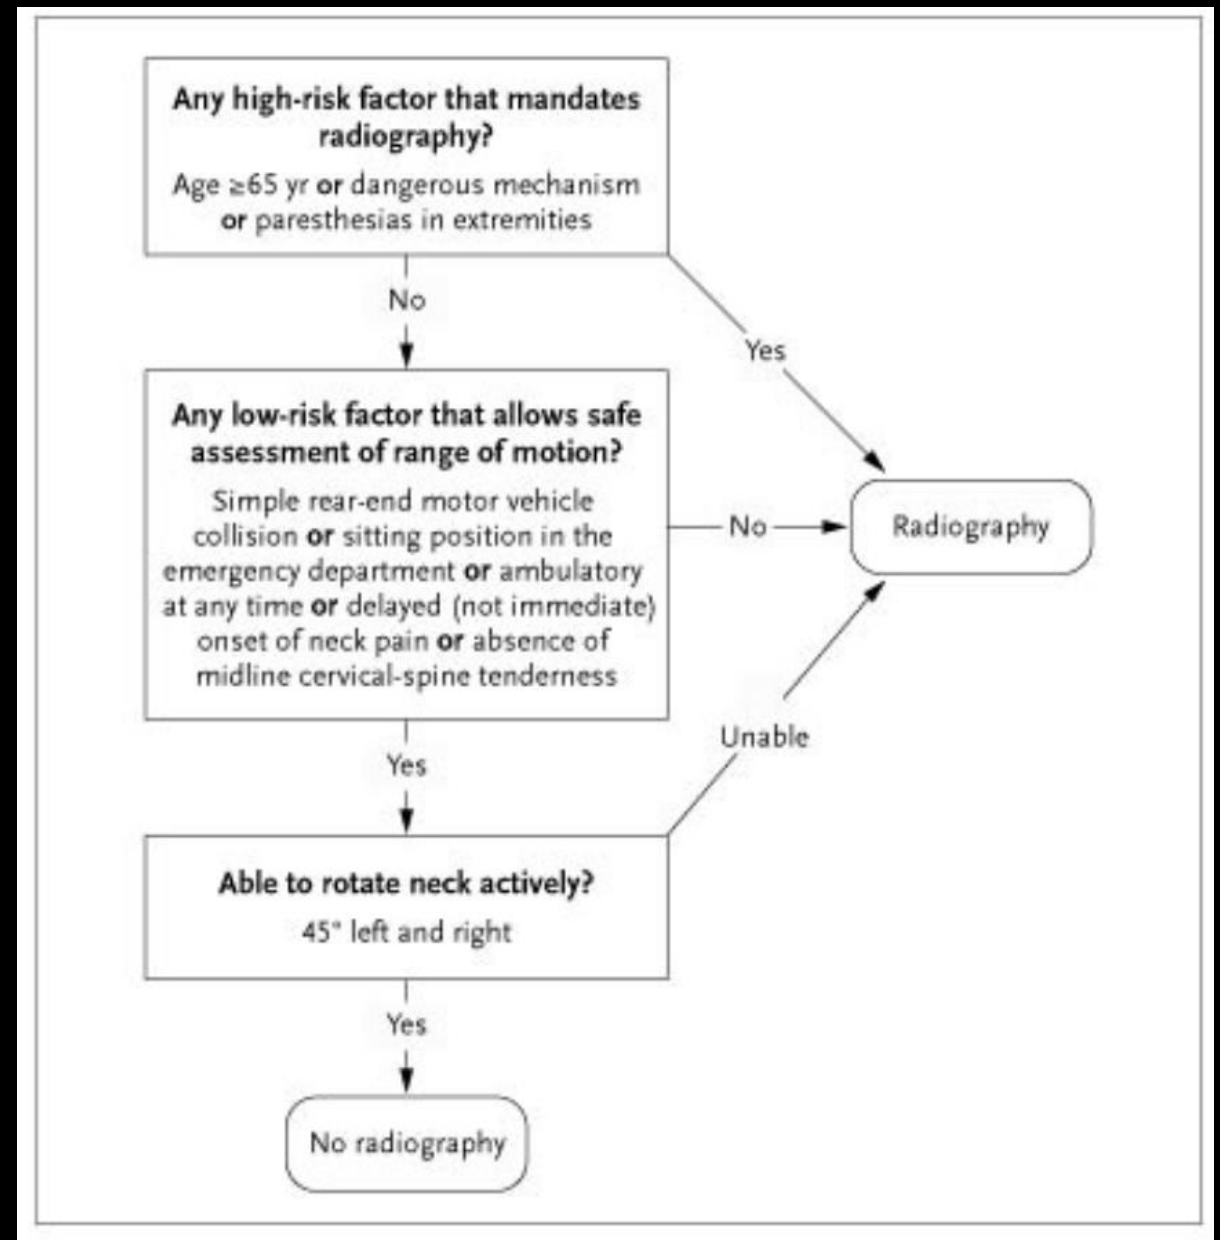 Any high-risk factor that mandates
radiography?
Age ≥65 yr or dangerous mechanism
or paresthesias in extremities
No
Yes
Any low-risk factor that allows safe
assessment of range of motion?
Simple rear-end motor vehicle
collision or sitting position in the
emergency department or ambulatory
at any time or delayed (not immediate)
onset of neck pain or absence of
midline cervical-spine tenderness
No
Radiography
Yes
Unable
Able to rotate neck actively?
45° left and right
Yes
No radiography